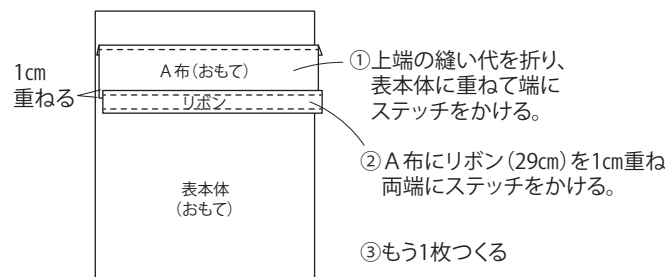 1cm
重ねる
A布(おもて)
リボン
表本体
(おもて)
①上端の縫い代を折り、
表本体に重ねて端に
ステッチをかける。
②A布にリボン(29cm)を1cm重ね
両端にステッチをかける。
③もう1枚つくる